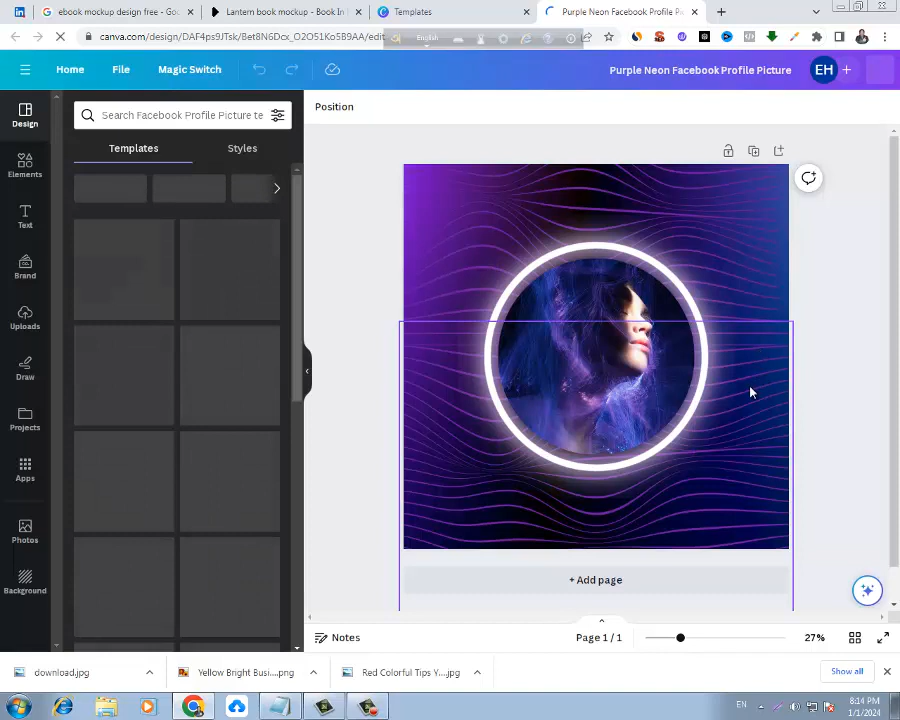 ebook mockup design free - Goo
Lantern book mockup - Book In
Templates
Purple Neon Facebook Profile P
canva.com/design/DAF4ps9JTsk/Bet8N6Dcx_O2O51Ko5B9AA/edit
English
Home
File
Magic Switch
Purple Neon Facebook Profile Picture
EH
Design
Search Facebook Profile Picture te
Position
Templates
Styles
Elements
Text
Brand
Uploads
Draw
Projects
Apps
Photos
Background
+ Add page
Notes
Page 1 / 1
27%
download.jpg
Yellow Bright Busi....png
Red Colorful Tips Y....jpg
Show all
EN
8:14 PM
1/1/2024